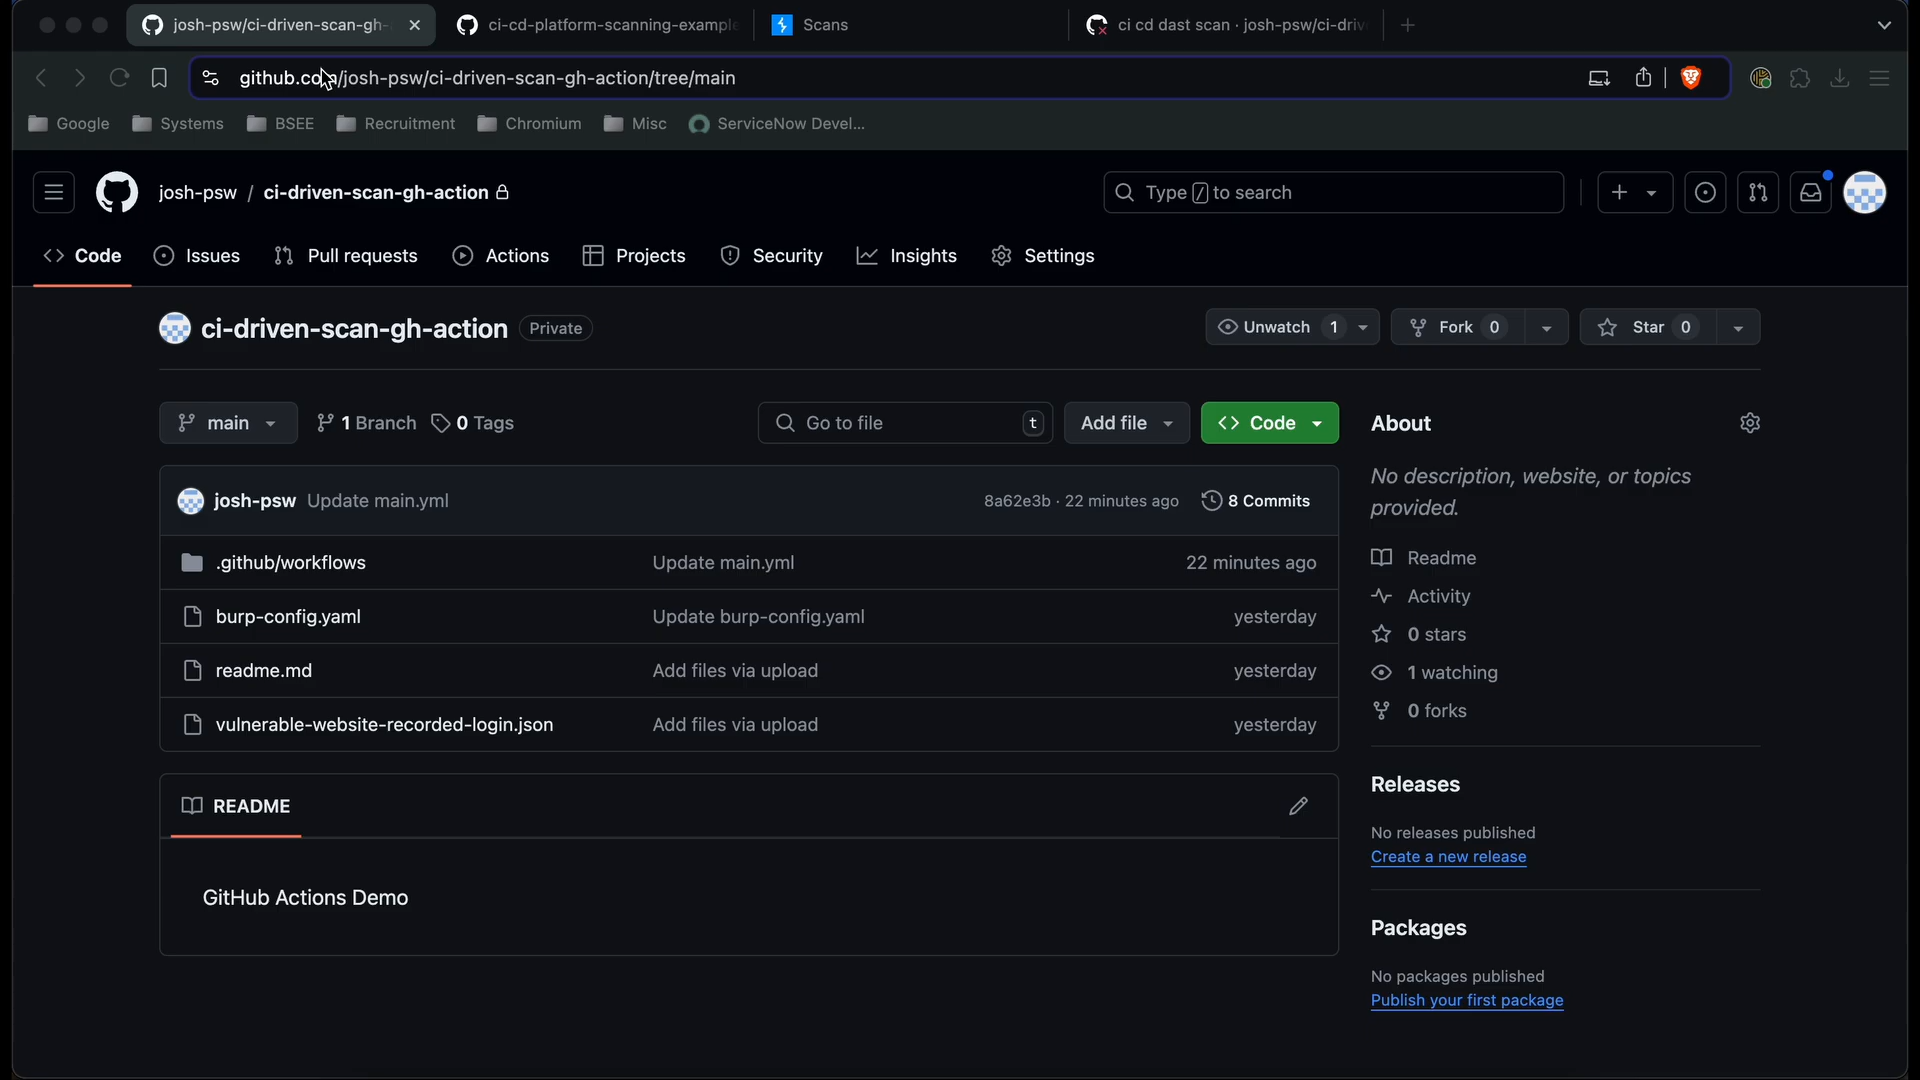 josh-psw/ci-driven-scan-gh-
ci-cd-platform-scanning-example
Scans
ci cd dast scan · josh-psw/ci-driv
github.com/josh-psw/ci-driven-scan-gh-action/tree/main
Google
Systems
BSEE
Recruitment
Chromium
Misc
ServiceNow Devel...
josh-psw / ci-driven-scan-gh-action
Type / to search
Code
Issues
Pull requests
Actions
Projects
Security
Insights
Settings
ci-driven-scan-gh-action Private
Unwatch 1
Fork 0
Star 0
main
1 Branch
0 Tags
Go to file t
Add file
Code
About
No description, website, or topics
provided.
josh-psw Update main.yml 8a62e3b · 22 minutes ago 8 Commits
.github/workflows Update main.yml 22 minutes ago
burp-config.yaml Update burp-config.yaml yesterday
readme.md Add files via upload yesterday
vulnerable-website-recorded-login.json Add files via upload yesterday
README
GitHub Actions Demo
Readme
Activity
0 stars
1 watching
0 forks
Releases
No releases published
Create a new release
Packages
No packages published
Publish your first package